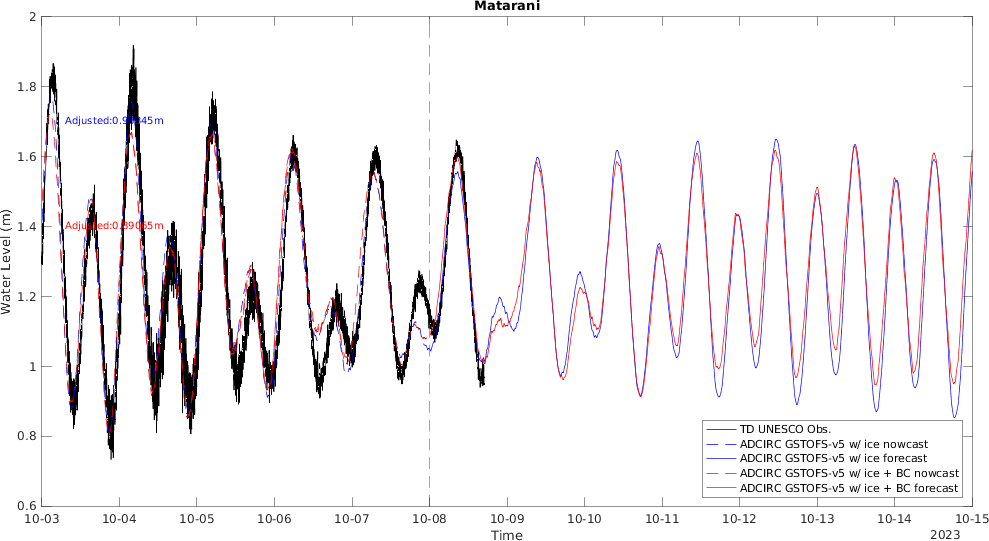 Matarani
2
1.8
1.6
1.4
1.2
1
0.8
0.6
Water Level (m)
Adjusted:0.
Adjusted:0.89065m
TD UNESCO Obs.
ADCIRC GSTOFS-v5 w/ ice nowcast
ADCIRC GSTOFS-v5 w/ ice forecast
ADCIRC GSTOFS-v5 w/ ice + BC nowcast
ADCIRC GSTOFS-v5 w/ ice + BC forecast
10-03 10-04 10-05 10-06 10-07 10-08 10-09 10-10 10-11 10-12 10-13 10-14 10-15
Time
2023